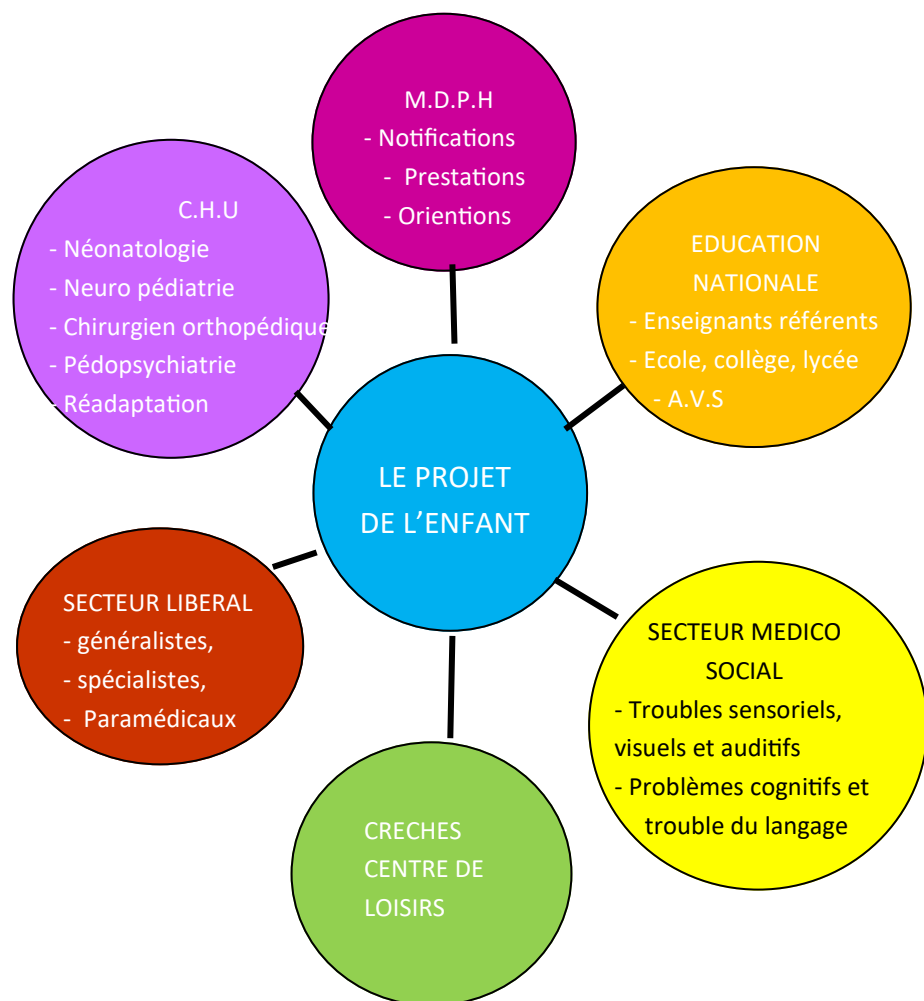 M.D.P.H
- Notifications
- Prestations
- Orientions
C.H.U
- Néonatologie
- Neuro pédiatrie
- Chirurgien orthopédique
- Pédopsychiatrie
- Réadaptation
EDUCATION
NATIONALE
- Enseignants référents
- Ecole, collège, lycée
- A.V.S
LE PROJET
DE L’ENFANT
SECTEUR LIBERAL
- généralistes,
- spécialistes,
- Paramédicaux
SECTEUR MEDICO
SOCIAL
- Troubles sensoriels,
visuels et auditifs
- Problèmes cognitifs et
trouble du langage
CRECHES
CENTRE DE
LOISIRS